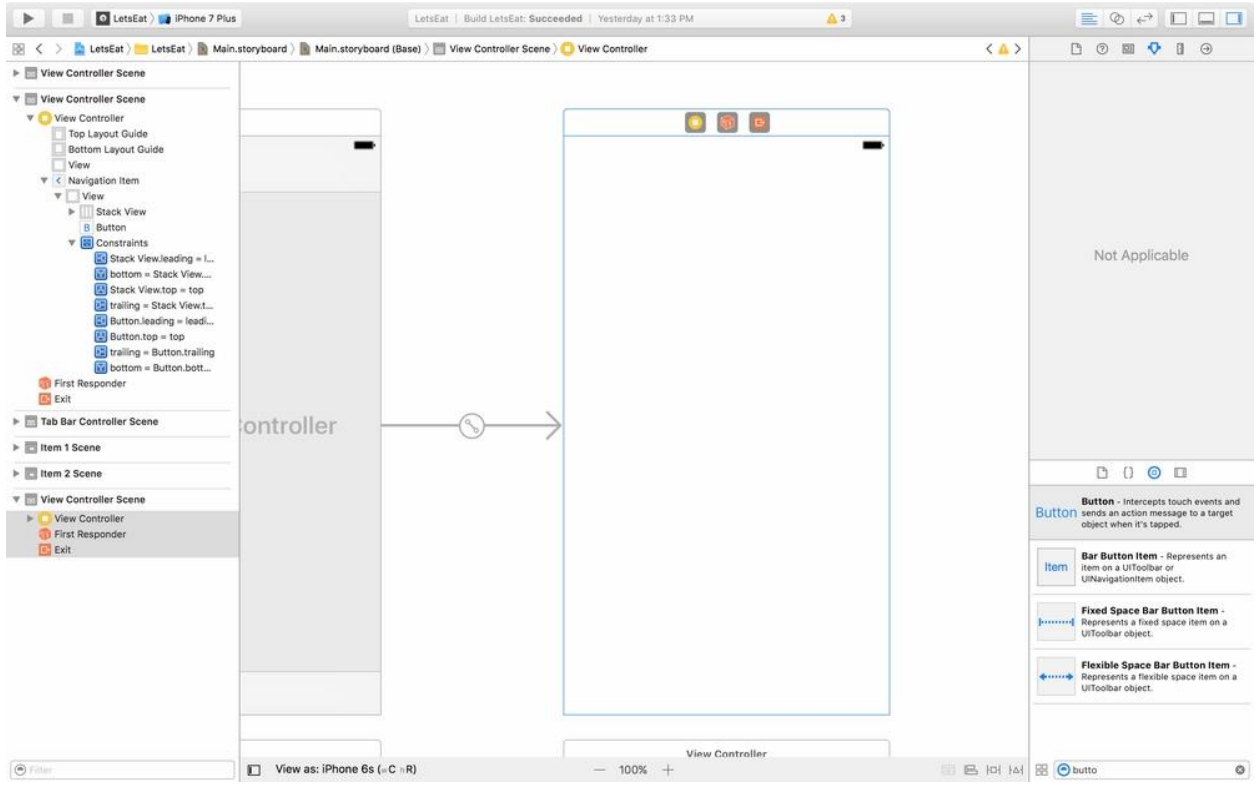 LetsEat 〉 iPhone 7 Plus
LetsEat | Build LetsEat: Succeeded | Yesterday at 1:33 PM
3
LetsEat 〉 LetsEat 〉 Main.storyboard 〉 Main.storyboard (Base) 〉 View Controller Scene 〉 View Controller
View Controller Scene
View Controller Scene
View Controller
Top Layout Guide
Bottom Layout Guide
View
Navigation Item
View
Stack View
B Button
Constraints
Stack View.leading = l...
bottom = Stack View....
Stack View.top = top
trailing = Stack View.t...
Button.leading = leadi...
Button.top = top
trailing = Button.trailing
bottom = Button.bott...
First Responder
Exit
Tab Bar Controller Scene
Item 1 Scene
Item 2 Scene
View Controller Scene
View Controller
First Responder
Exit
Filter
ontroller
View Controller
View as: iPhone 6s (wC hR)
— 100% +
Not Applicable
{}
Button
Button - Intercepts touch events and
sends an action message to a target
object when it's tapped.
Item
Bar Button Item - Represents an
item on a UIToolbar or
UINavigationItem object.
Fixed Space Bar Button Item -
Represents a fixed space item on a
UIToolbar object.
Flexible Space Bar Button Item -
Represents a flexible space item on a
UIToolbar object.
butto